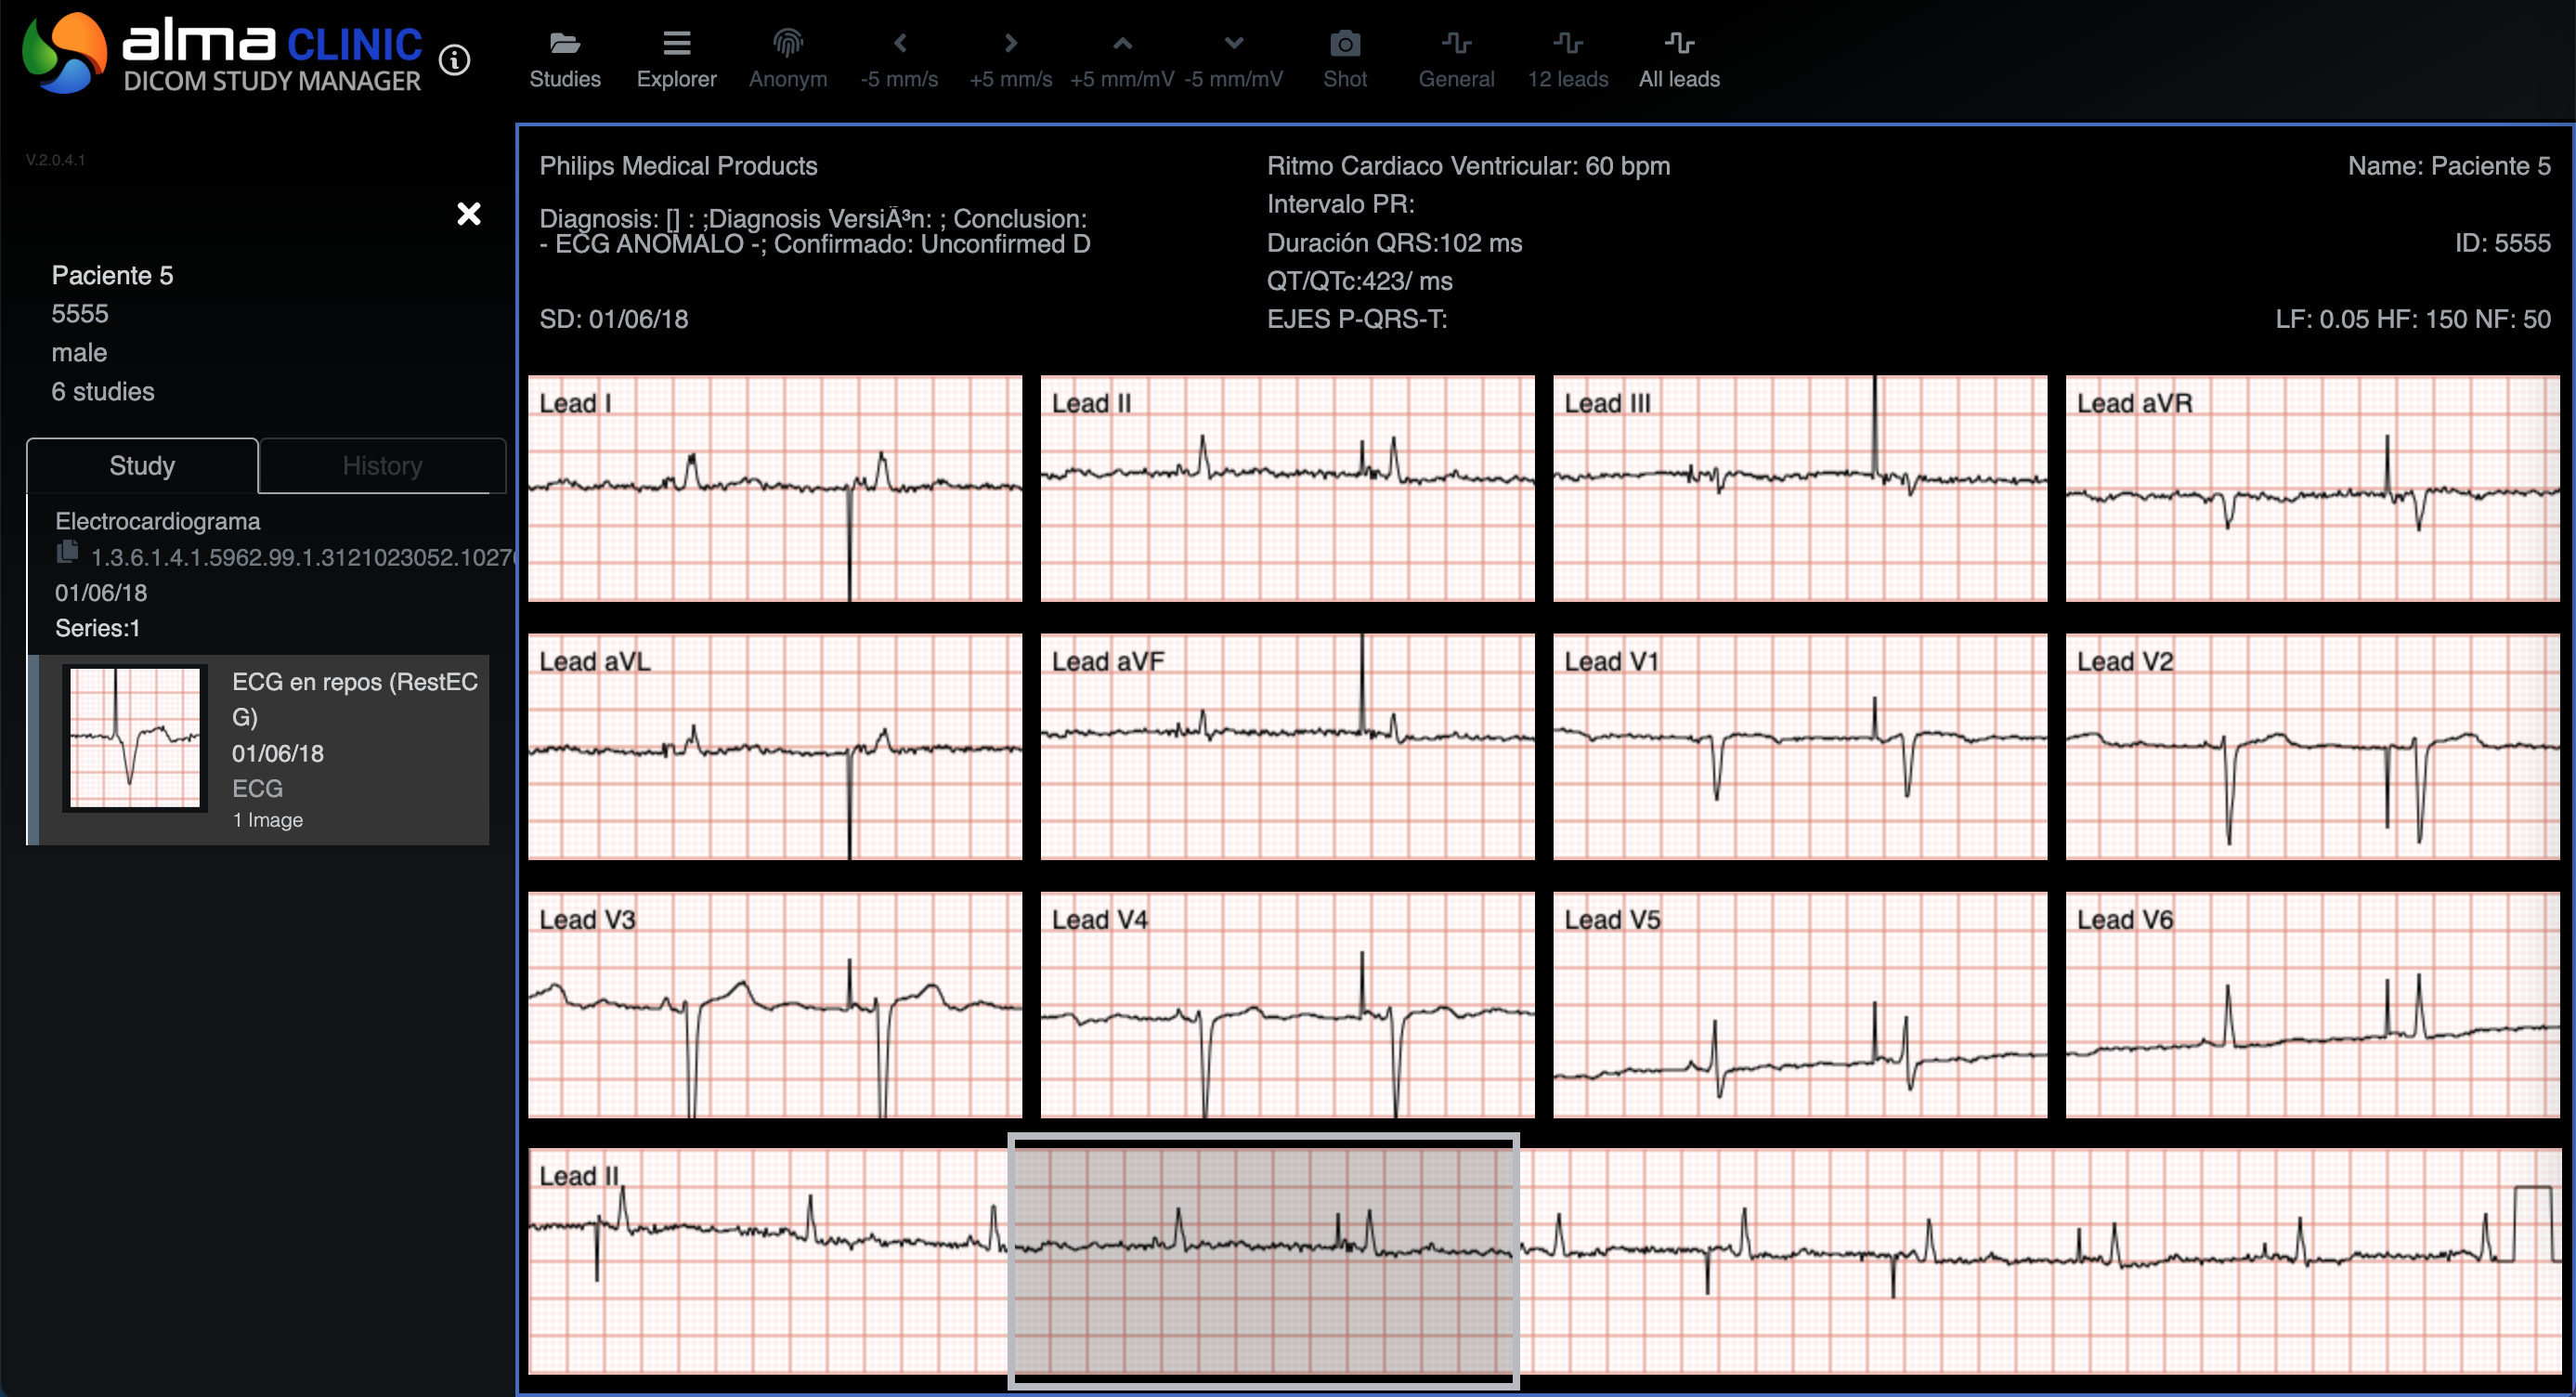 alma CLINIC
DICOM STUDY MANAGER
Studies
Explorer
Anonym
-5 mm/s
+5 mm/s
+5 mm/mV
-5 mm/mV
Shot
General
12 leads
All leads
V.2.0.4.1
Paciente 5
5555
male
6 studies
Study
History
Electrocardiograma
1.3.6.1.4.1.5962.99.1.3121023052.1027
01/06/18
Series:1
ECG en repos (RestEC
G)
01/06/18
ECG
1 Image
Philips Medical Products
Diagnosis: [] : ;Diagnosis VersiÃ³n: ; Conclusion:
- ECG ANOMALO -; Confirmado: Unconfirmed D
SD: 01/06/18
Ritmo Cardiaco Ventricular: 60 bpm
Intervalo PR:
Duración QRS:102 ms
QT/QTc:423/ ms
EJES P-QRS-T:
Name: Paciente 5
ID: 5555
LF: 0.05 HF: 150 NF: 50
Lead I
Lead II
Lead III
Lead aVR
Lead aVL
Lead aVF
Lead V1
Lead V2
Lead V3
Lead V4
Lead V5
Lead V6
Lead II